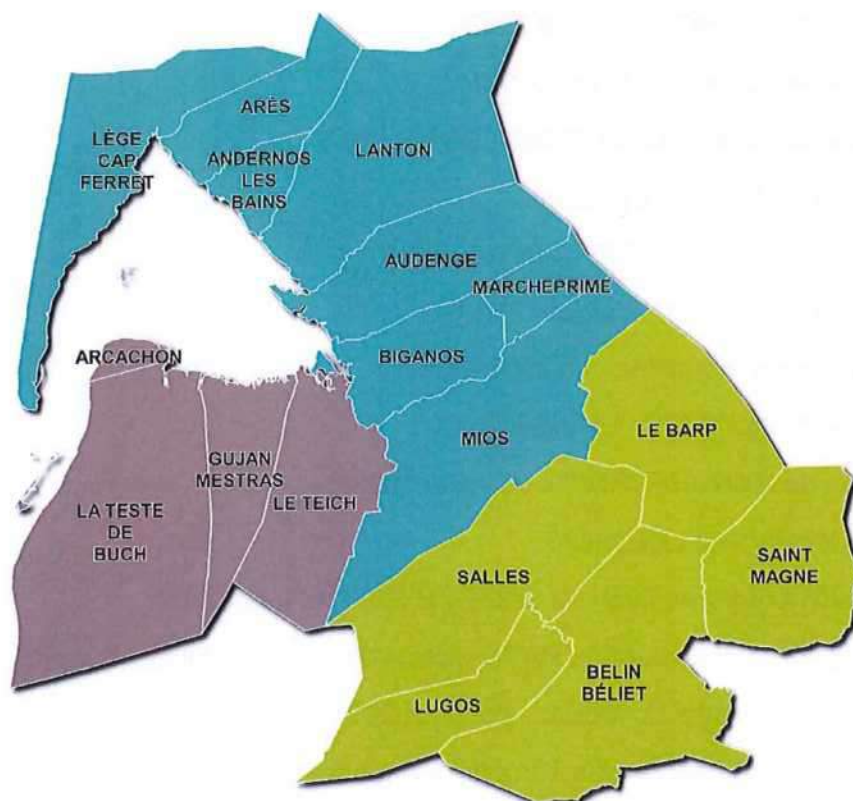 ARÈS
LÈGE
CAP
FERRET
ANDERNOS
LES
BAINS
LANTON
AUDENGE
MARCHEPRIME
ARCACHON
BIGANOS
MIOS
LE BARP
GUJAN
MESTRAS
LE TEICH
LA TESTE
DE
BUCH
SALLES
SAINT
MAGNE
BELIN
BÉLIET
LUGOS